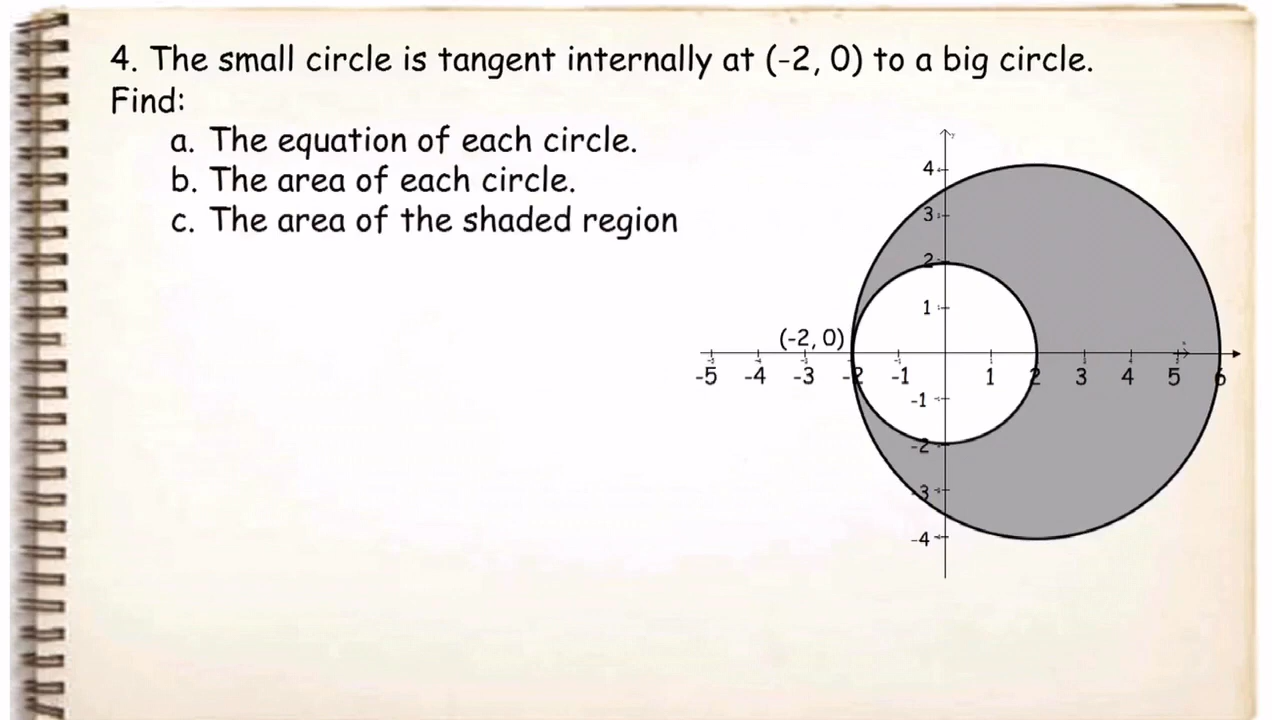 4. The small circle is tangent internally at (-2, 0) to a big circle.
Find:
a. The equation of each circle.
b. The area of each circle.
c. The area of the shaded region
4
3
2
1
(-2, 0)
-5 -4 -3 -2 -1 1 2 3 4 5 6
-1
-2
-3
-4